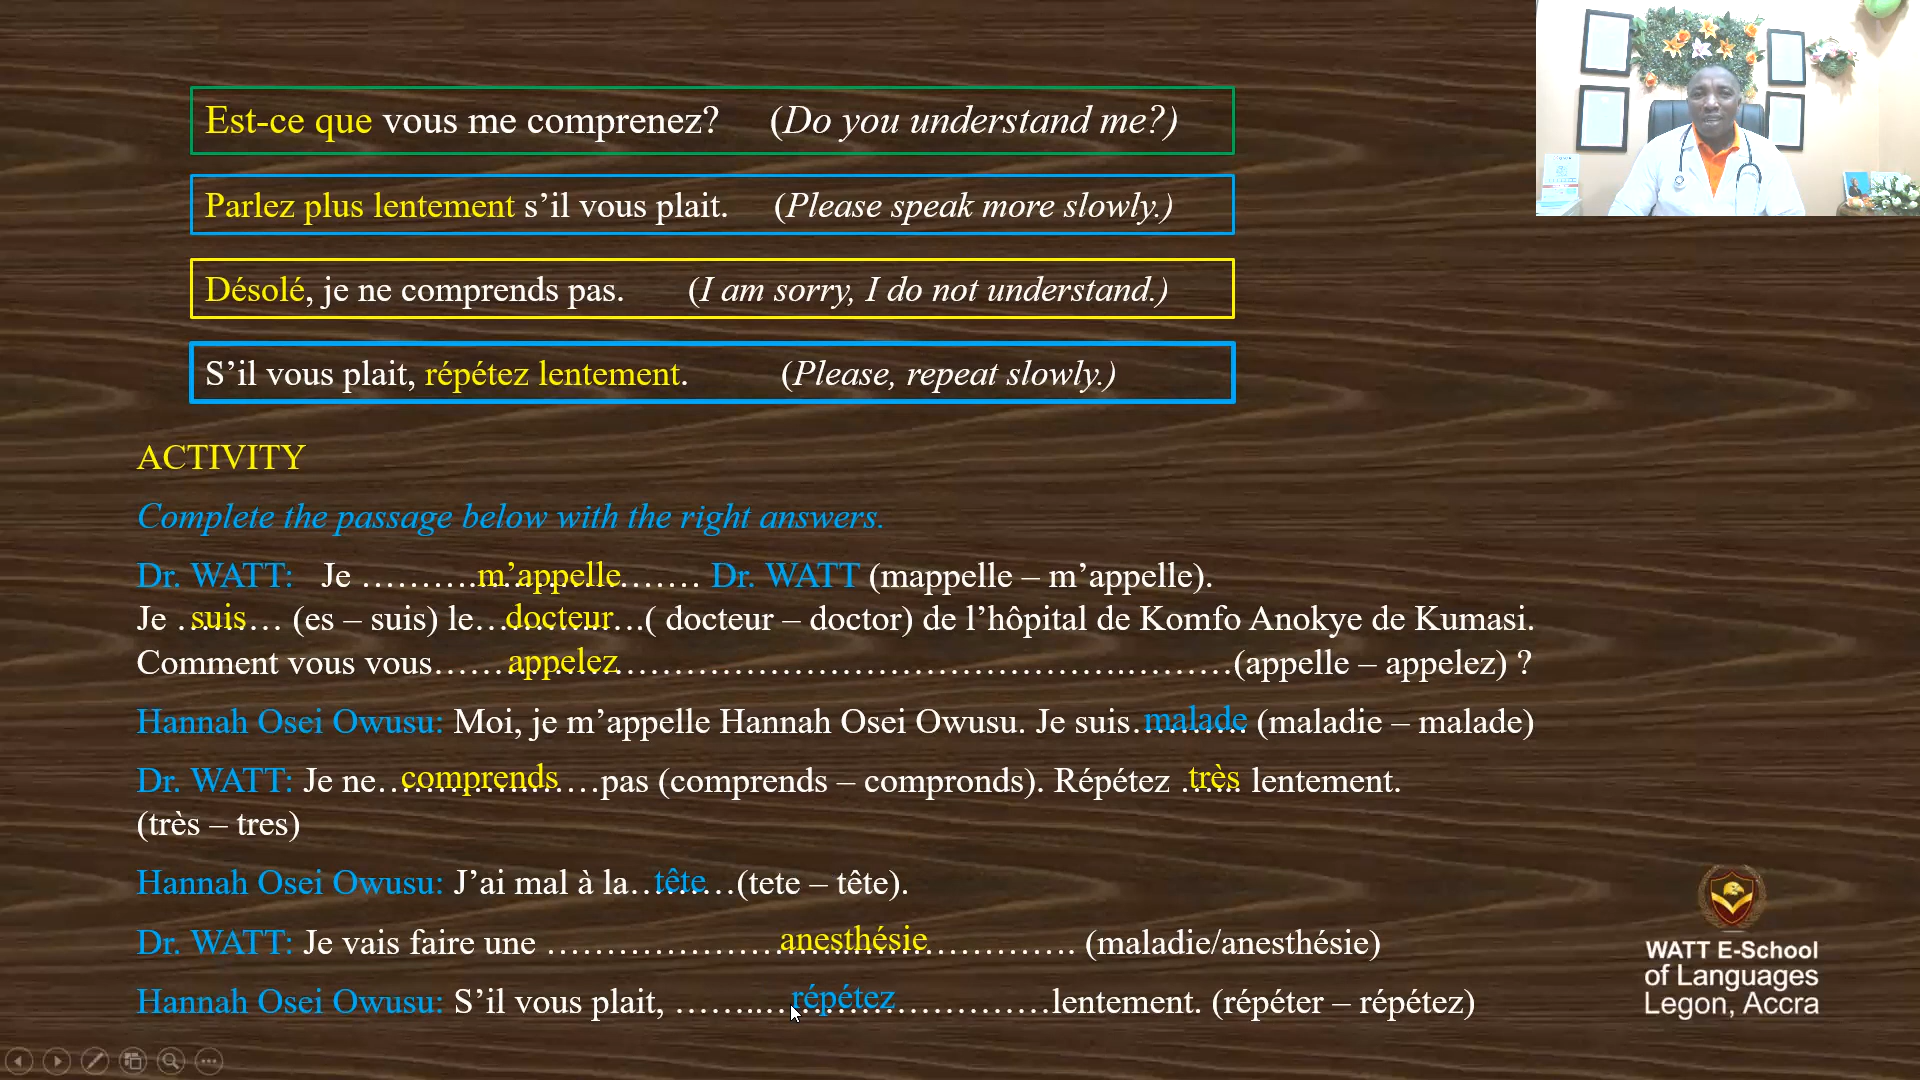 Est-ce que vous me comprenez? (Do you understand me?)
Parlez plus lentement s’il vous plait. (Please speak more slowly.)
Désolé, je ne comprends pas. (I am sorry, I do not understand.)
S’il vous plait, répétez lentement. (Please, repeat slowly.)
ACTIVITY
Complete the passage below with the right answers.
Dr. WATT: Je ……….m’appelle……. Dr. WATT (mappelle – m’appelle).
Je …suis…… (es – suis) le…docteur…( docteur – doctor) de l’hôpital de Komfo Anokye de Kumasi.
Comment vous vous……appelez…………………………………………………(appelle – appelez) ?
Hannah Osei Owusu: Moi, je m’appelle Hannah Osei Owusu. Je suis…malade (maladie – malade)
Dr. WATT: Je ne…comprends…pas (comprends – compronds). Répétez …très lentement.
(très – tres)
Hannah Osei Owusu: J’ai mal à la…tête…(tete – tête).
Dr. WATT: Je vais faire une …………………anesthésie……………. (maladie/anesthésie)
Hannah Osei Owusu: S’il vous plait, ……..…répétez……………lentement. (répéter – répétez)
WATT E-School
of Languages
Legon, Accra